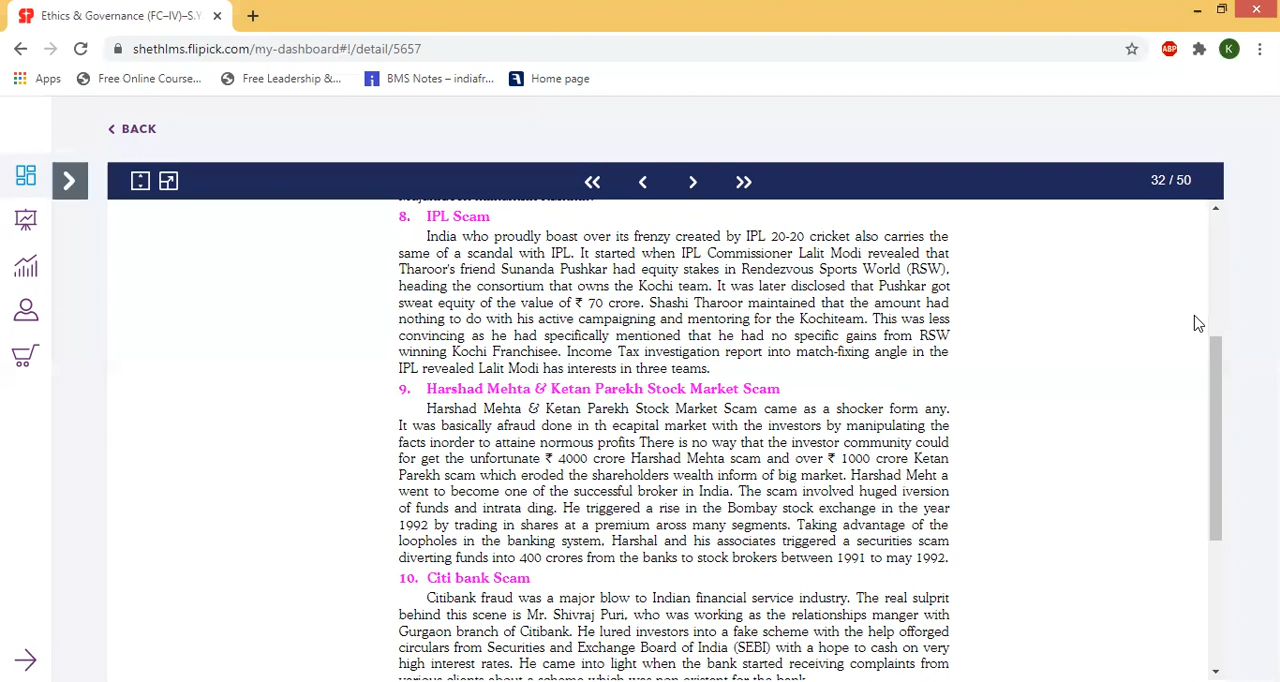 Ethics & Governance (FC–IV)–S.Y
shethlms.flipick.com/my-dashboard#!/detail/5657
ABP
K
Apps
Free Online Course...
Free Leadership &...
BMS Notes – indiafr...
Home page
BACK
32 / 50
8. IPL Scam
India who proudly boast over its frenzy created by IPL 20-20 cricket also carries the
same of a scandal with IPL. It started when IPL Commissioner Lalit Modi revealed that
Tharoor's friend Sunanda Pushkar had equity stakes in Rendezvous Sports World (RSW),
heading the consortium that owns the Kochi team. It was later disclosed that Pushkar got
sweat equity of the value of ₹ 70 crore. Shashi Tharoor maintained that the amount had
nothing to do with his active campaigning and mentoring for the Kochiteam. This was less
convincing as he had specifically mentioned that he had no specific gains from RSW
winning Kochi Franchisee. Income Tax investigation report into match-fixing angle in the
IPL revealed Lalit Modi has interests in three teams.
9. Harshad Mehta & Ketan Parekh Stock Market Scam
Harshad Mehta & Ketan Parekh Stock Market Scam came as a shocker form any.
It was basically afraud done in th ecapital market with the investors by manipulating the
facts inorder to attaine normous profits There is no way that the investor community could
for get the unfortunate ₹ 4000 crore Harshad Mehta scam and over ₹ 1000 crore Ketan
Parekh scam which eroded the shareholders wealth inform of big market. Harshad Meht a
went to become one of the successful broker in India. The scam involved huged iversion
of funds and intrata ding. He triggered a rise in the Bombay stock exchange in the year
1992 by trading in shares at a premium aross many segments. Taking advantage of the
loopholes in the banking system, Harshal and his associates triggered a securities scam
diverting funds into 400 crores from the banks to stock brokers between 1991 to may 1992.
10. Citi bank Scam
Citibank fraud was a major blow to Indian financial service industry. The real sulprit
behind this scene is Mr. Shivraj Puri, who was working as the relationships manger with
Gurgaon branch of Citibank. He lured investors into a fake scheme with the help offorged
circulars from Securities and Exchange Board of India (SEBI) with a hope to cash on very
high interest rates. He came into light when the bank started receiving complaints from
various clients about a scheme which was non existent for the bank.